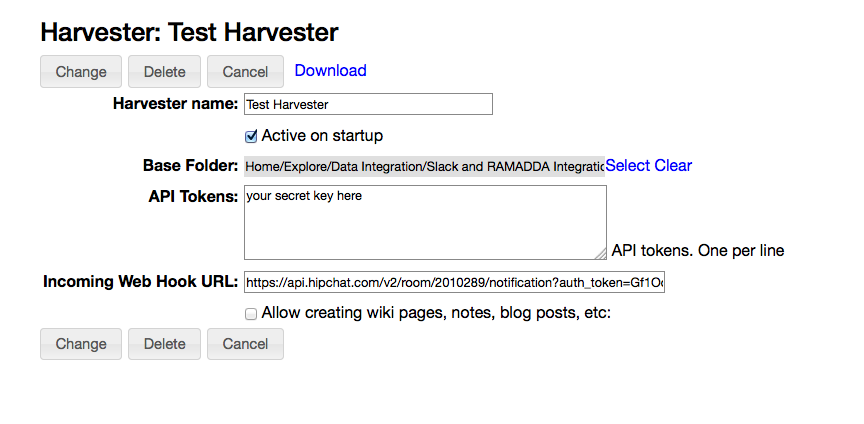 Harvester: Test Harvester
Change Delete Cancel Download
Harvester name: Test Harvester
Active on startup
Base Folder: Home/Explore/Data Integration/Slack and RAMADDA Integratio Select Clear
API Tokens: your secret key here
API tokens. One per line
Incoming Web Hook URL: https://api.hipchat.com/v2/room/2010289/notification?auth_token=Gf1O
Allow creating wiki pages, notes, blog posts, etc:
Change Delete Cancel